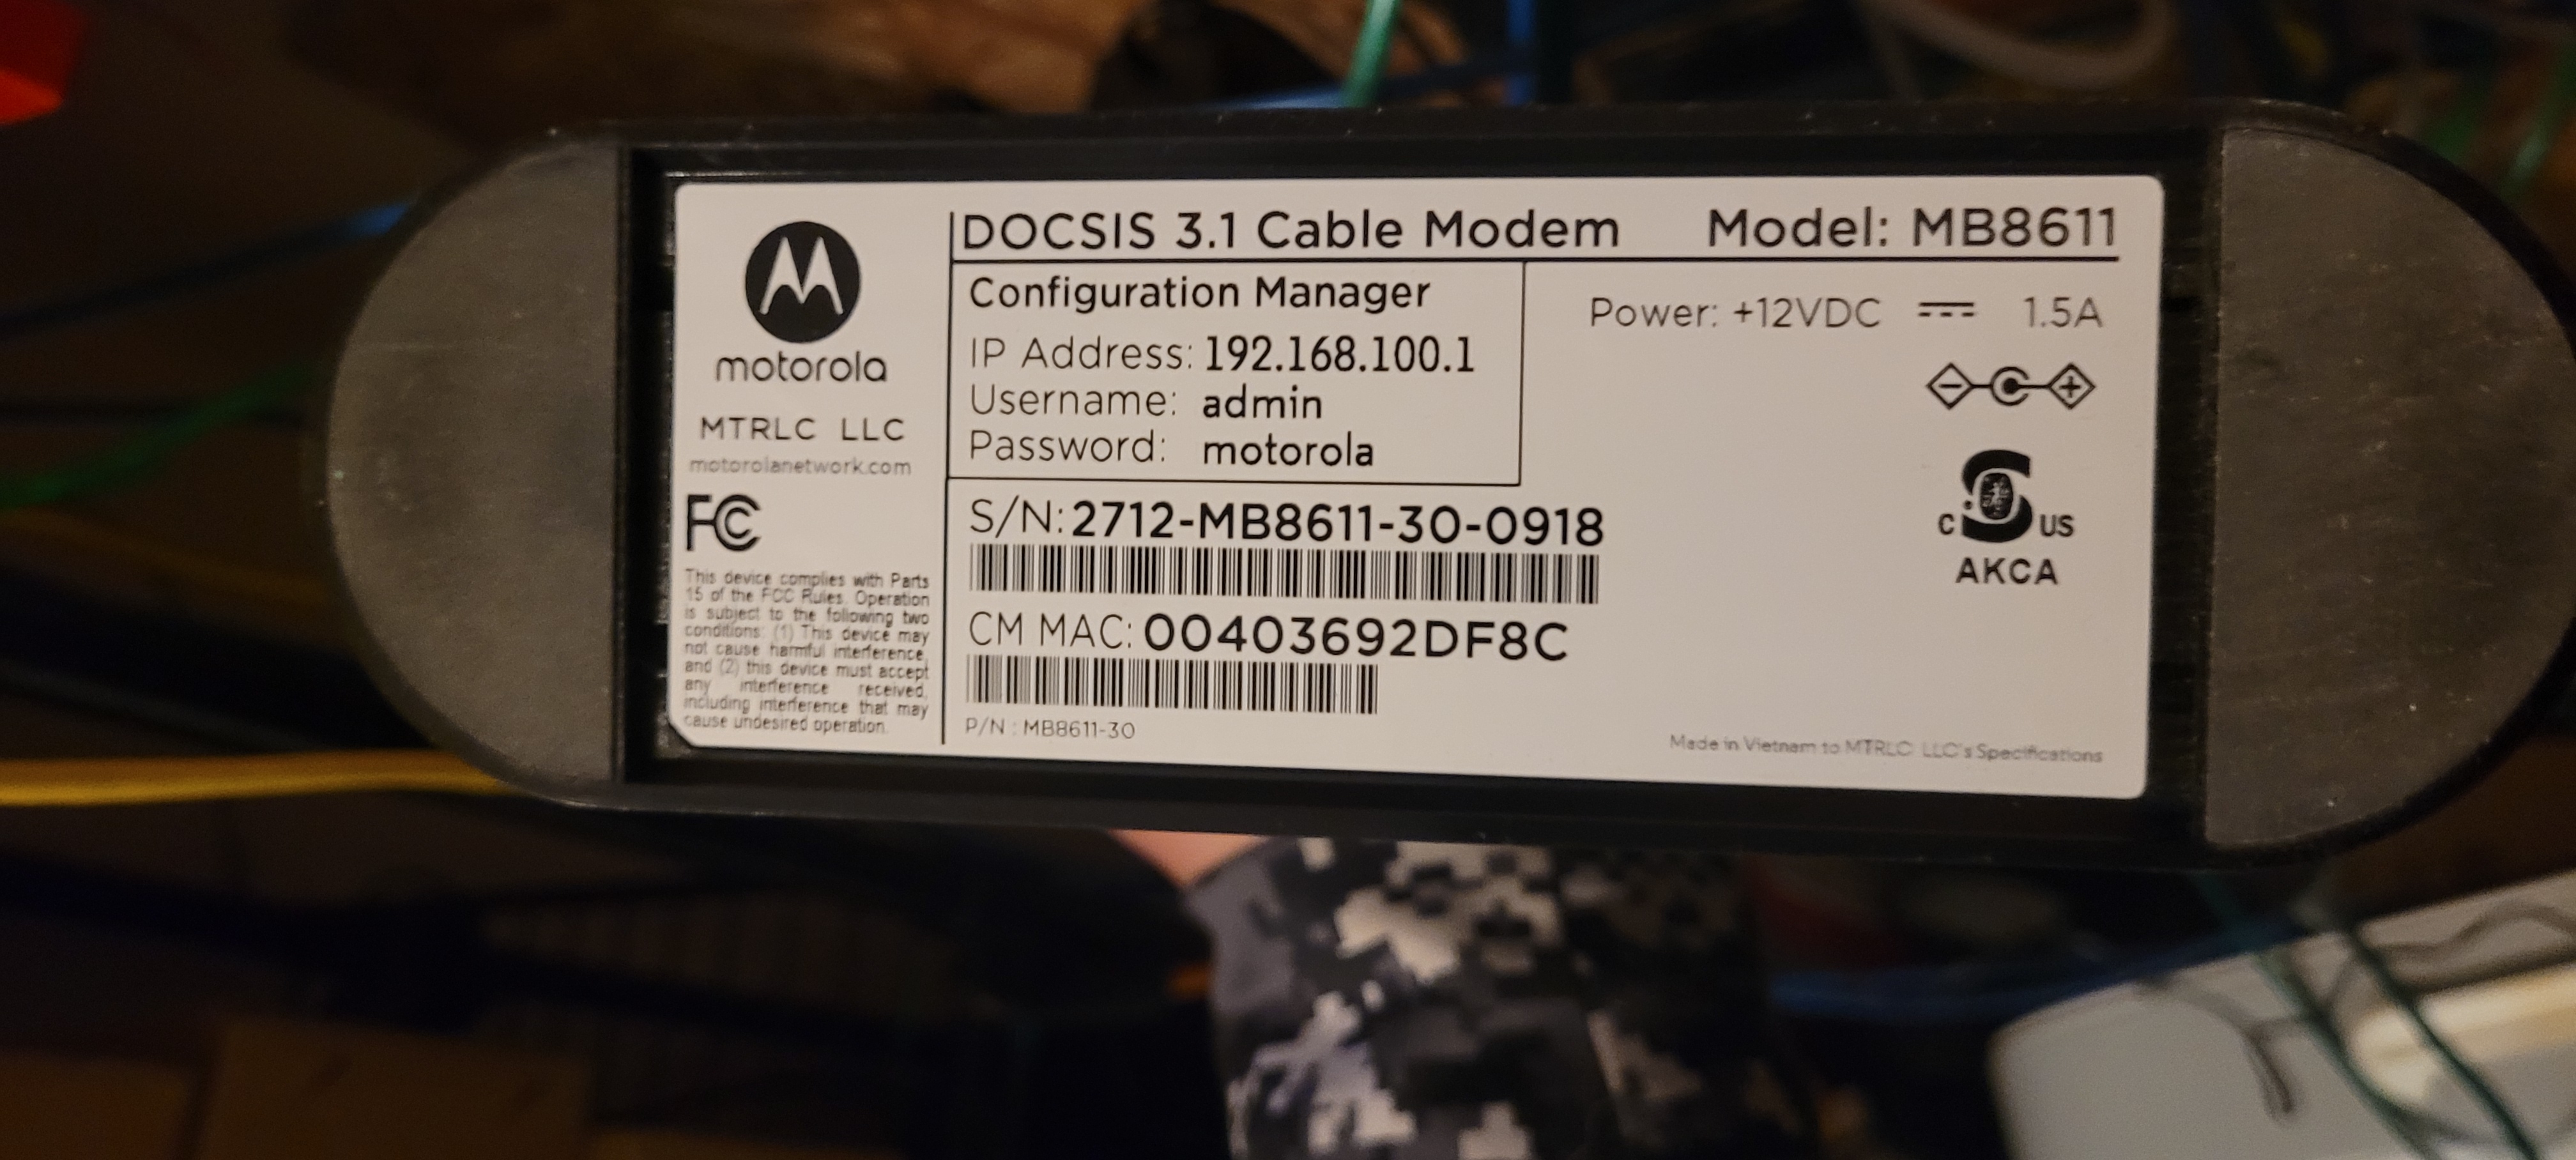 motorola
MTRLC LLC
motorolanetwork.com
FC
This device complies with Parts
15 of the FCC Rules. Operation
is subject to the following two
conditions: (1) This device may
not cause harmful interference,
and (2) this device must accept
any interference received,
including interference that may
cause undesired operation.
DOCSIS 3.1 Cable Modem Model: MB8611
Configuration Manager
IP Address: 192.168.100.1
Username: admin
Password: motorola
Power: +12VDC 1.5A
S/N: 2712-MB8611-30-0918
CM MAC: 00403692DF8C
P/N : MB8611-30
C US
AKCA
Made in Vietnam to MTRLC LLC's Specifications